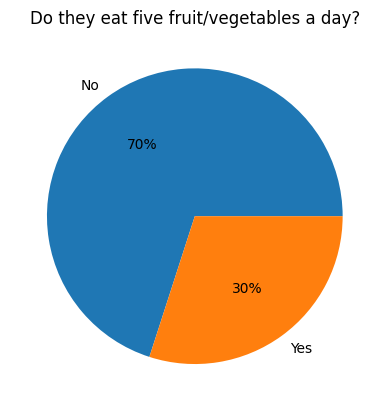 Do they eat five fruit/vegetables a day?
No
70%
30%
Yes